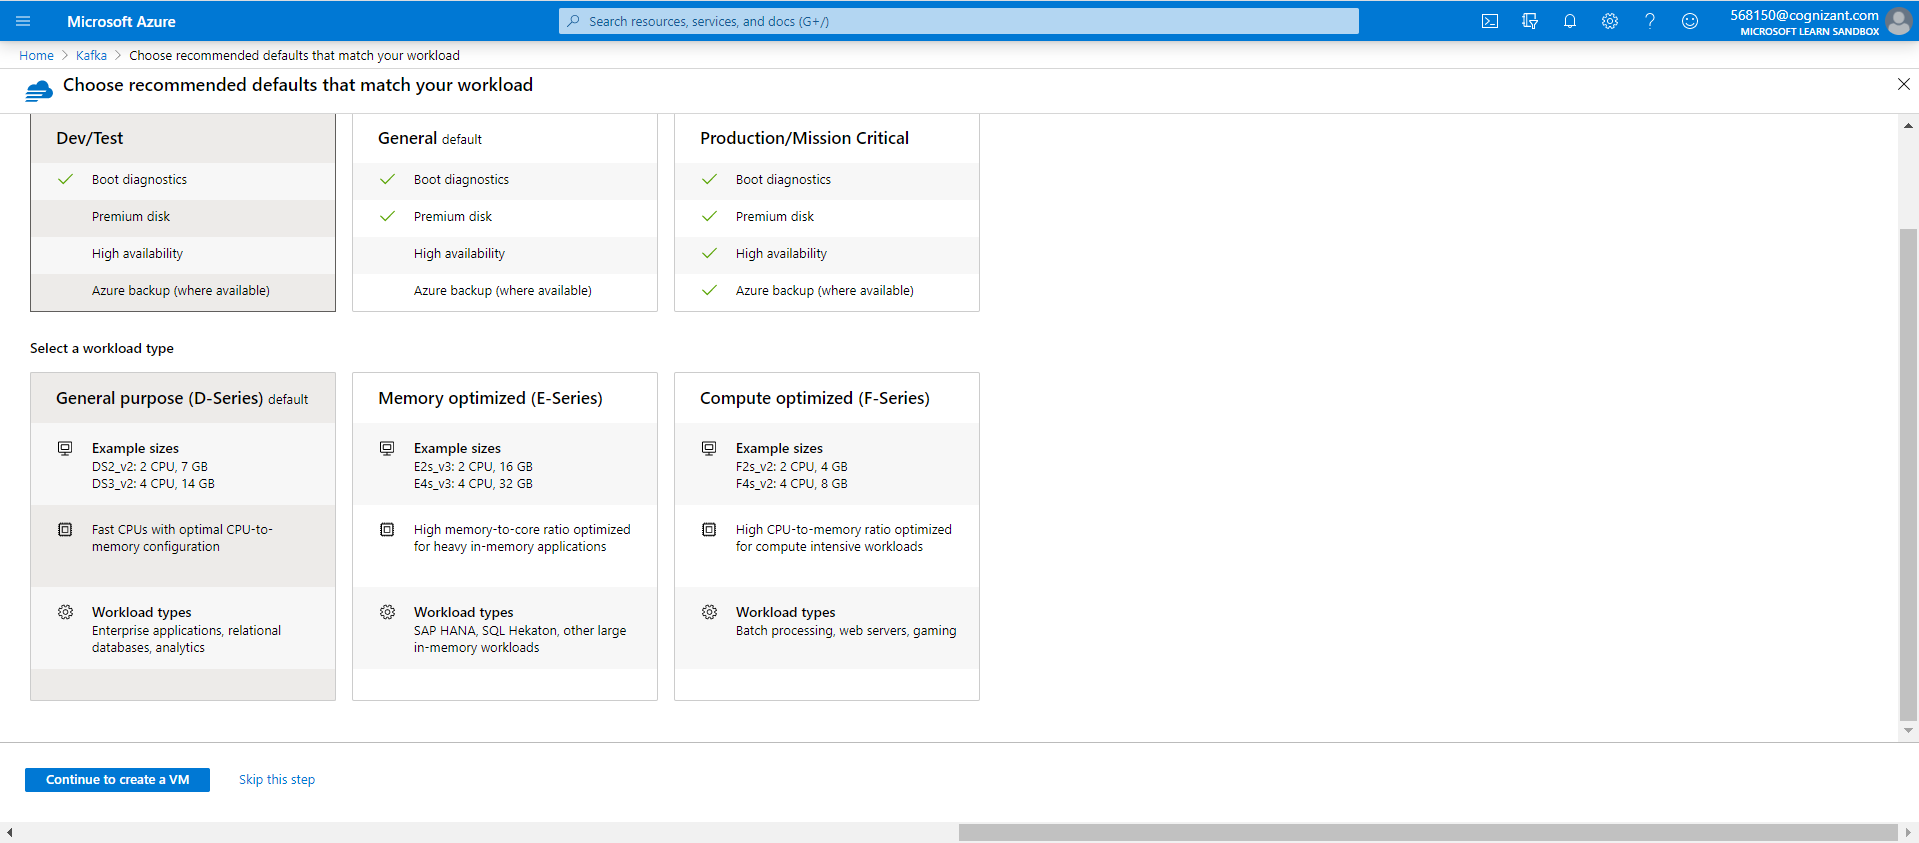 Microsoft Azure
Search resources, services, and docs (G+/)
568150@cognizant.com
MICROSOFT LEARN SANDBOX
Home > Kafka > Choose recommended defaults that match your workload
Choose recommended defaults that match your workload
Dev/Test
Boot diagnostics
Premium disk
High availability
Azure backup (where available)
General default
Boot diagnostics
Premium disk
High availability
Azure backup (where available)
Production/Mission Critical
Boot diagnostics
Premium disk
High availability
Azure backup (where available)
Select a workload type
General purpose (D-Series) default
Example sizes
DS2_v2: 2 CPU, 7 GB
DS3_v2: 4 CPU, 14 GB
Fast CPUs with optimal CPU-to-
memory configuration
Workload types
Enterprise applications, relational
databases, analytics
Memory optimized (E-Series)
Example sizes
E2s_v3: 2 CPU, 16 GB
E4s_v3: 4 CPU, 32 GB
High memory-to-core ratio optimized
for heavy in-memory applications
Workload types
SAP HANA, SQL Hekaton, other large
in-memory workloads
Compute optimized (F-Series)
Example sizes
F2s_v2: 2 CPU, 4 GB
F4s_v2: 4 CPU, 8 GB
High CPU-to-memory ratio optimized
for compute intensive workloads
Workload types
Batch processing, web servers, gaming
Continue to create a VM
Skip this step